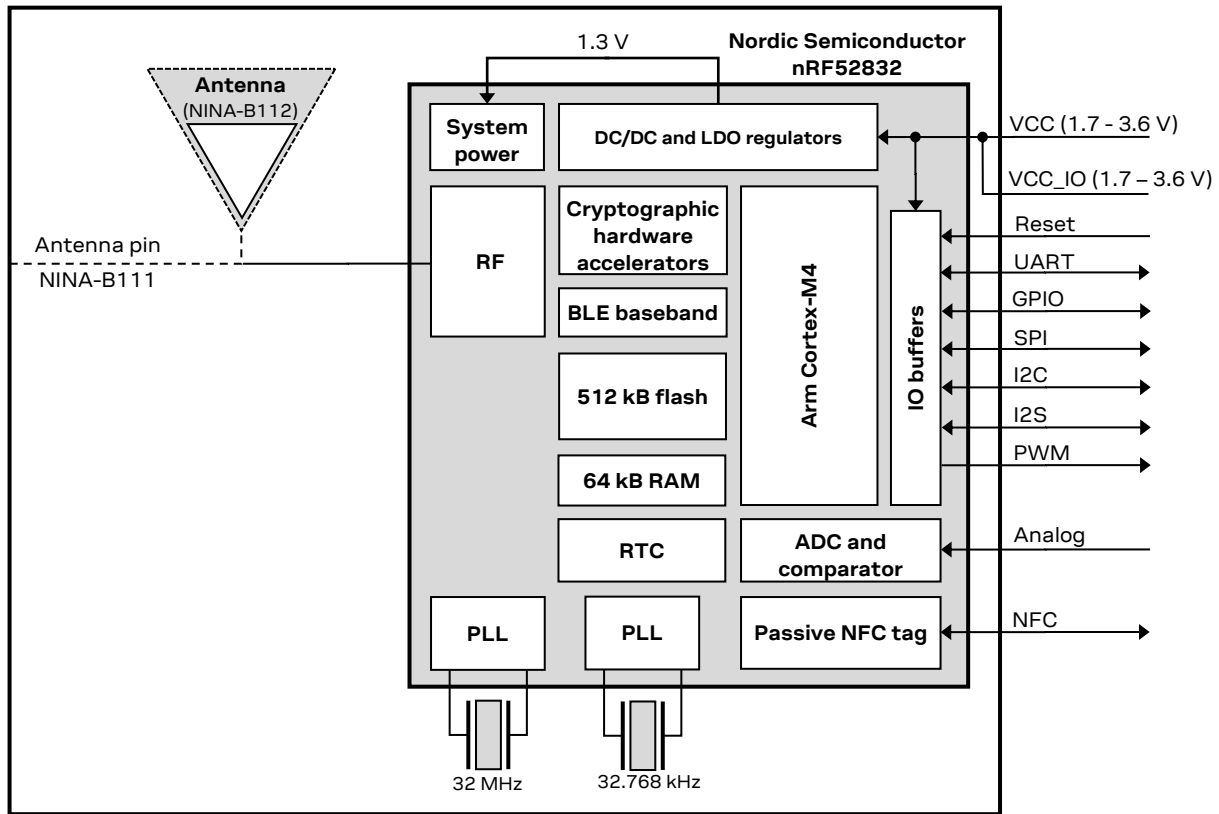 1.3 V
Nordic Semiconductor
nRF52832
Antenna
(NINA-B112)
System
power
DC/DC and LDO regulators
VCC (1.7 - 3.6 V)
VCC_IO (1.7 – 3.6 V)
Antenna pin
NINA-B111
RF
Cryptographic
hardware
accelerators
BLE baseband
512 kB flash
64 kB RAM
RTC
Arm Cortex-M4
IO buffers
Reset
UART
GPIO
SPI
I2C
I2S
PWM
ADC and
comparator
Analog
PLL
PLL
Passive NFC tag
NFC
32 MHz
32.768 kHz